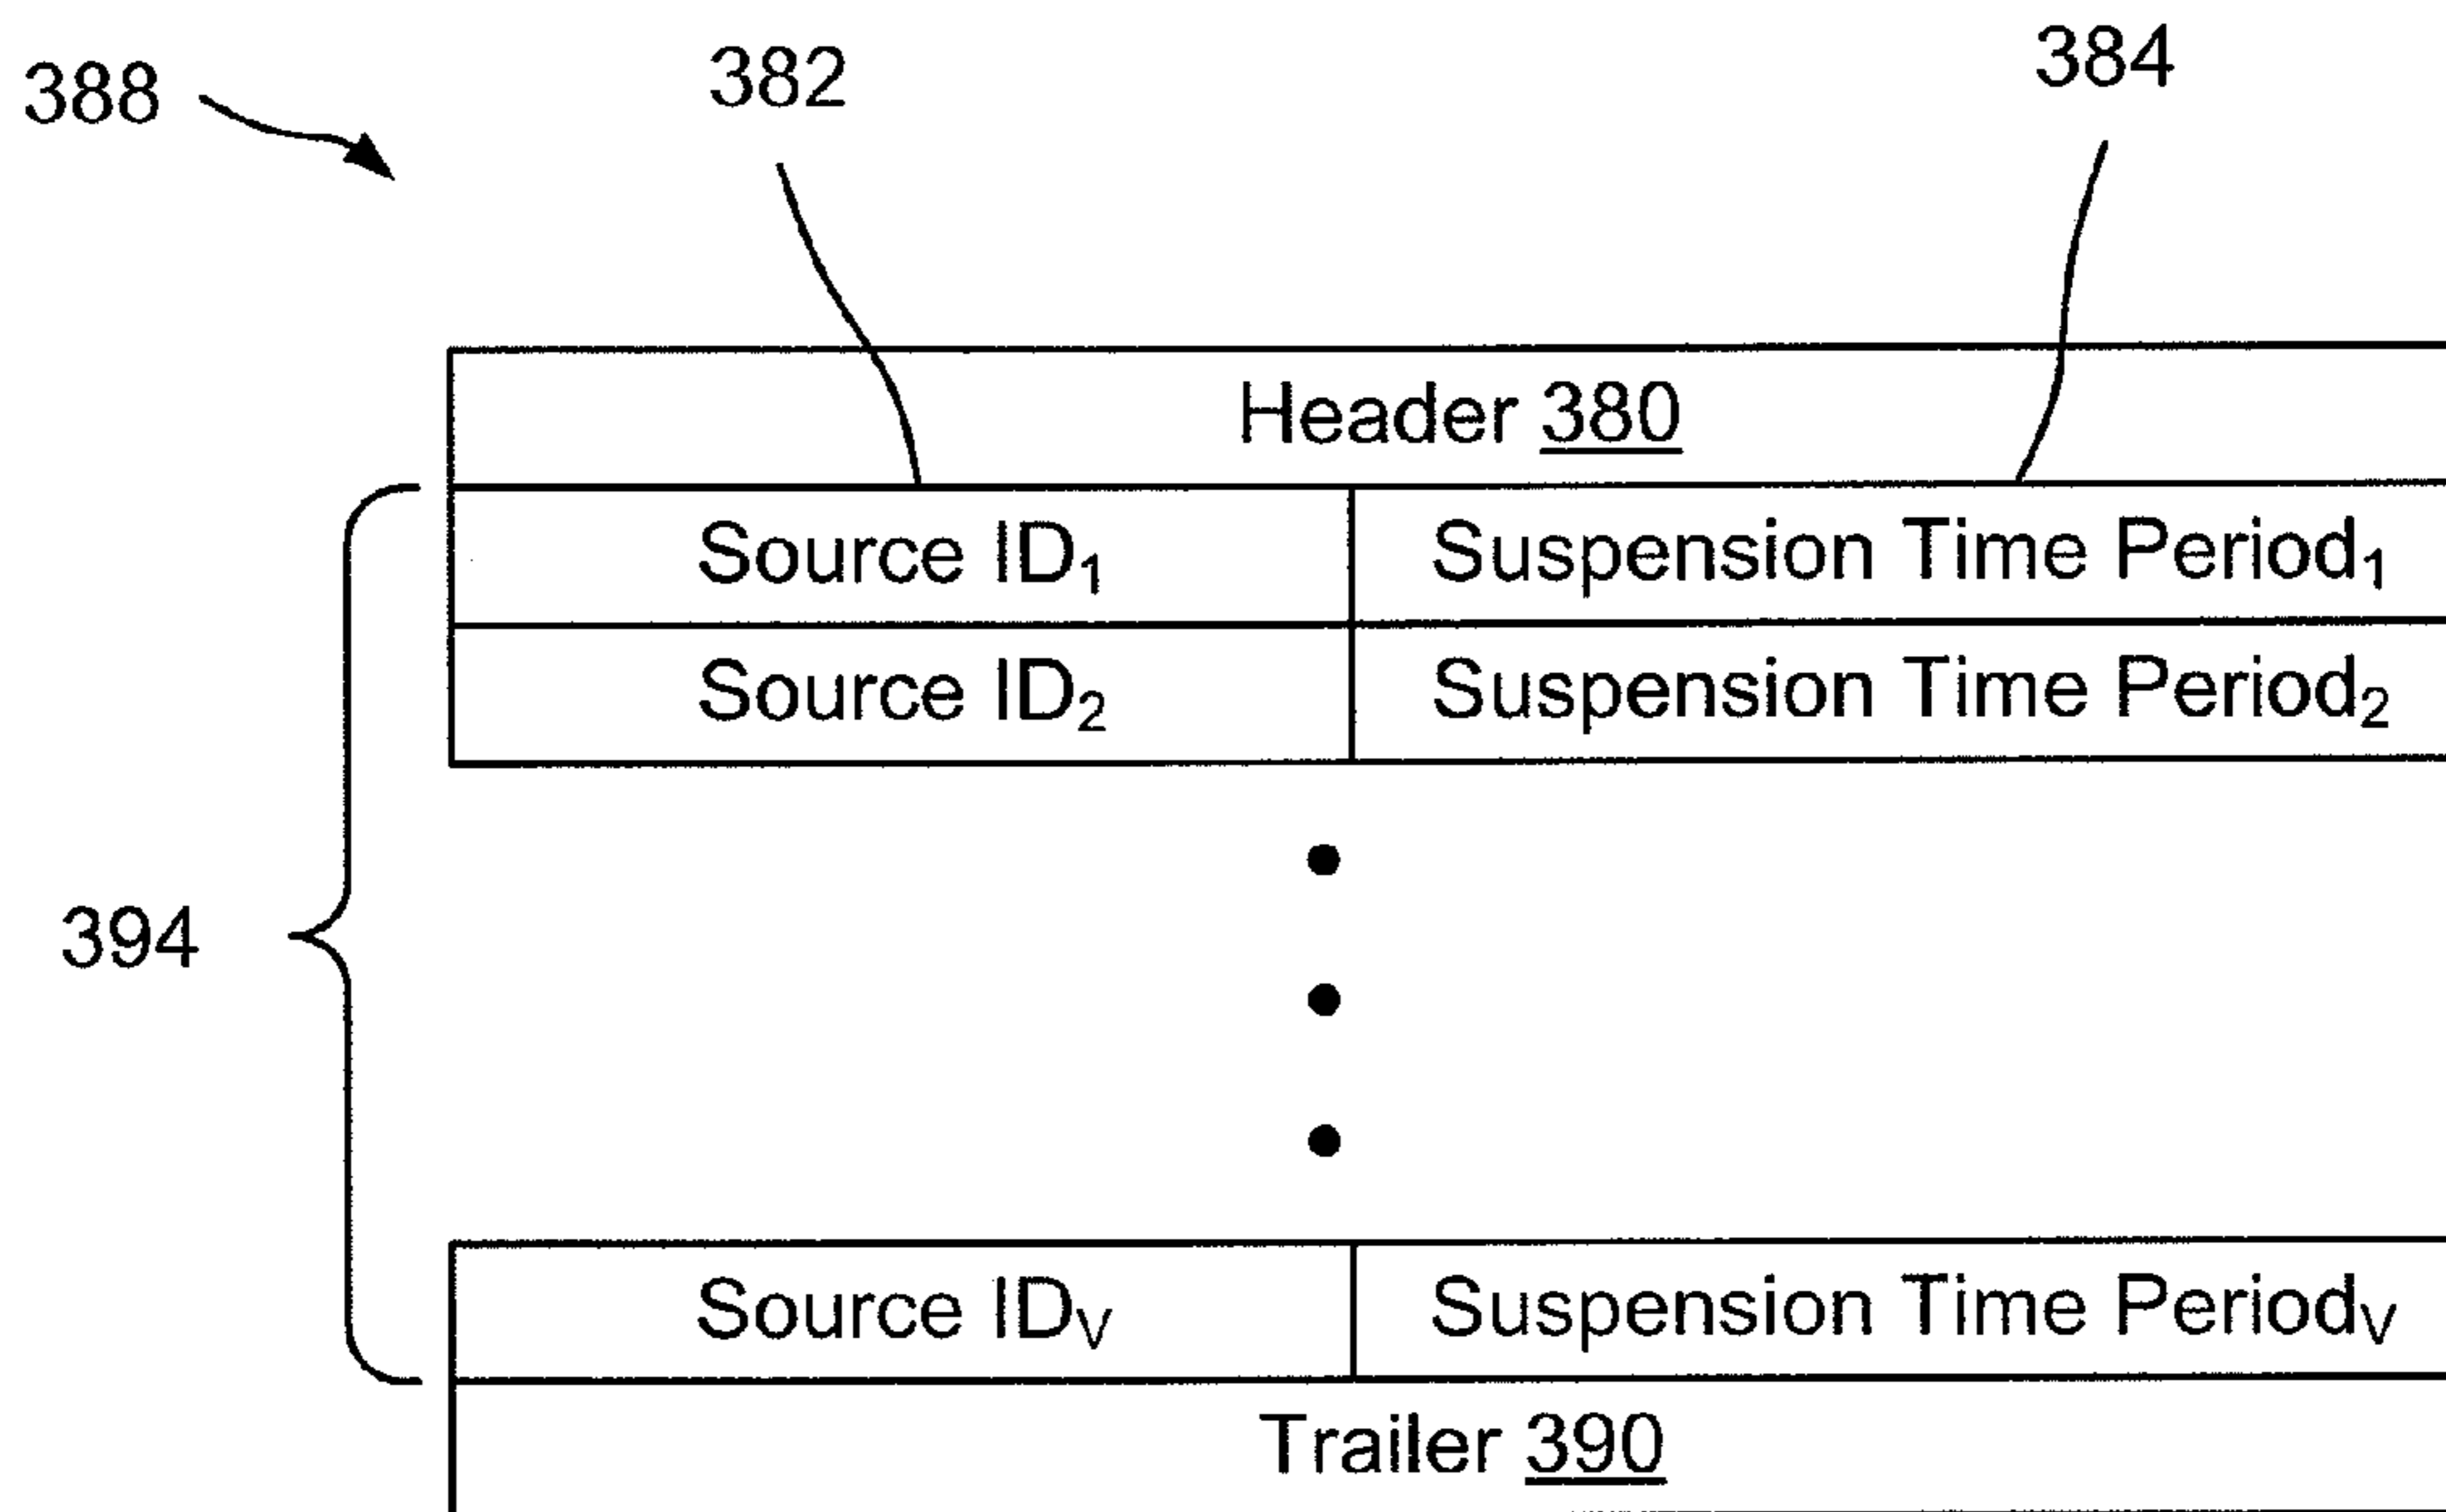 388
382
384
Header 380
Source ID₁ Suspension Time Period₁
Source ID₂ Suspension Time Period₂
394
Source IDV Suspension Time PeriodV
Trailer 390